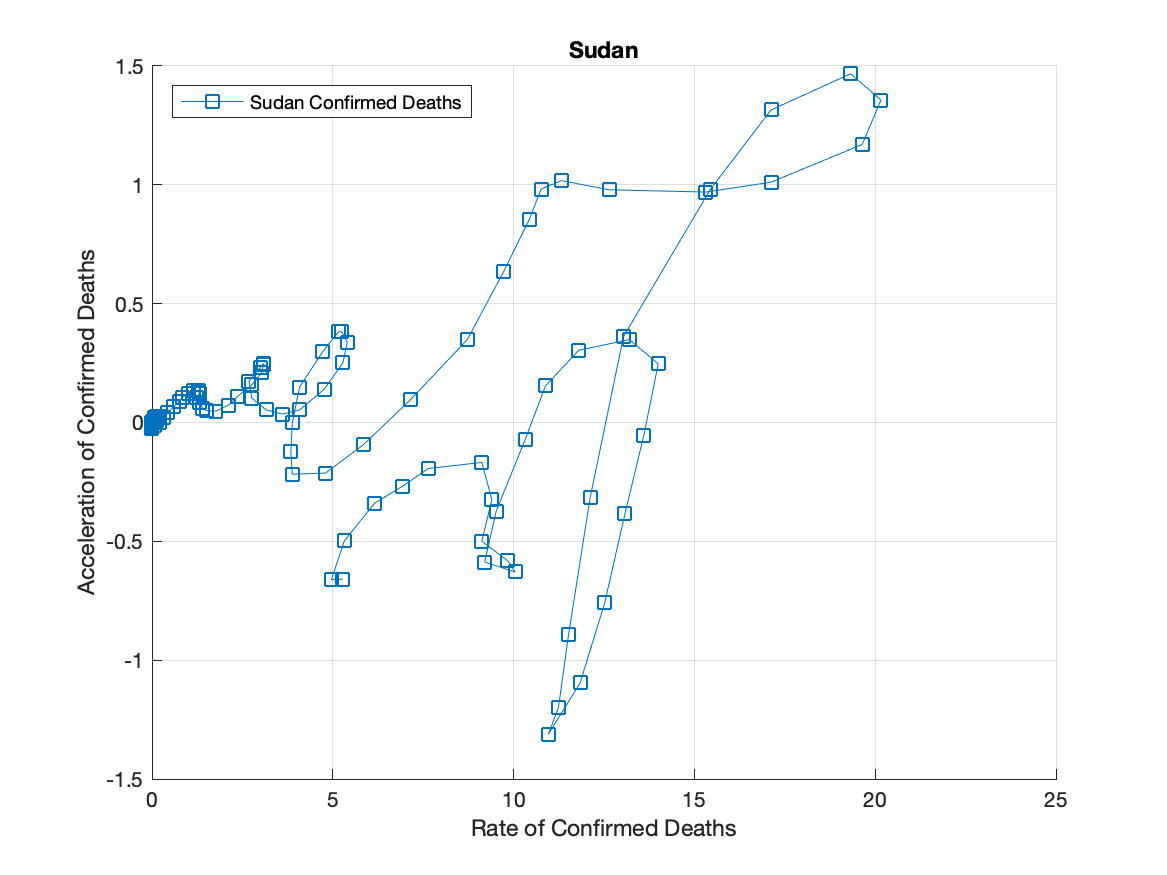 Sudan
Sudan Confirmed Deaths
Acceleration of Confirmed Deaths
1.5
1
0.5
0
-0.5
-1
-1.5
0 5 10 15 20 25
Rate of Confirmed Deaths